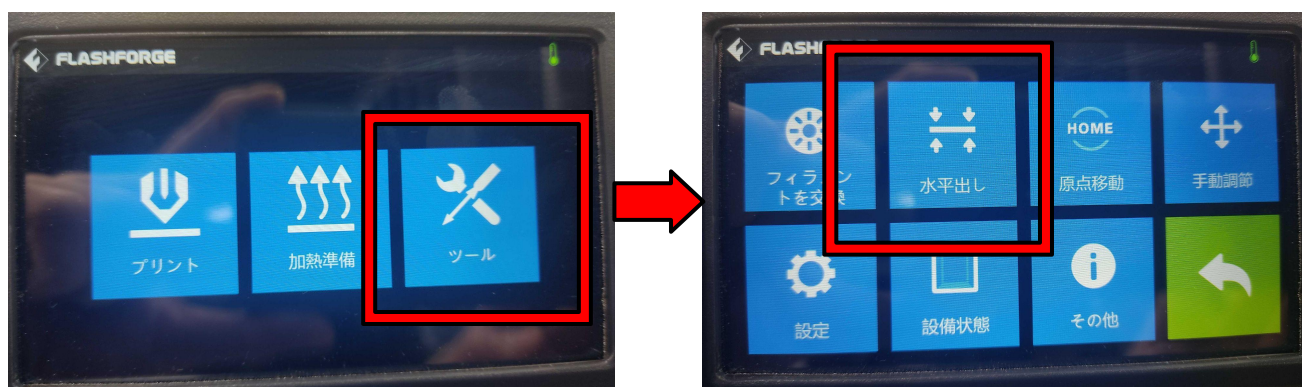 FLASHFORGE
プリント
加熱準備
ツール
FLASHF
フィラ
ン
トを交換
水平出し
HOME
原点移動
手動調節
設定
設備状態
その他